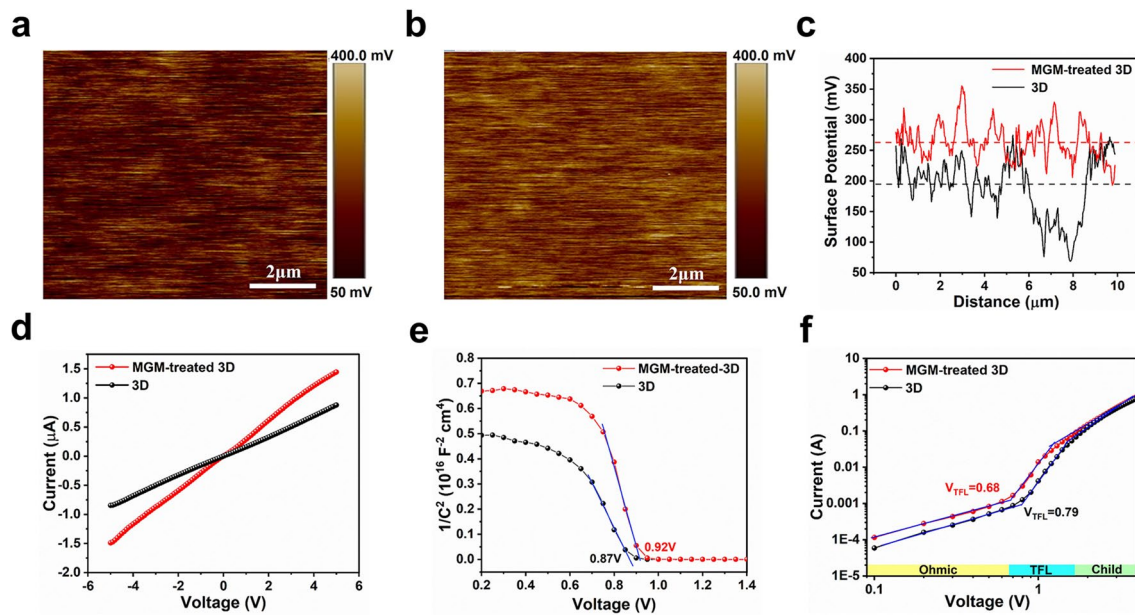 a
400.0 mV
50 mV
2μm
b
400.0 mV
50.0 mV
2μm
c
MGM-treated 3D
3D
Surface Potential (mV)
400
350
300
250
200
150
100
50
0 2 4 6 8 10
Distance (μm)
d
MGM-treated 3D
3D
Current (μA)
1.5
1.0
0.5
0.0
-0.5
-1.0
-1.5
-2.0
-6 -4 -2 0 2 4 6
Voltage (V)
e
MGM-treated-3D
3D
1/C² (10¹⁶ F⁻² cm⁴)
0.8
0.7
0.6
0.5
0.4
0.3
0.2
0.1
0.0
0.87V
0.92V
0.2 0.4 0.6 0.8 1.0 1.2 1.4
Voltage (V)
f
MGM-treated 3D
3D
Current (A)
10
1
0.1
0.01
0.001
1E-4
1E-5
V_TFL=0.68
V_TFL=0.79
Ohmic TFL Child
0.1 1
Voltage (V)